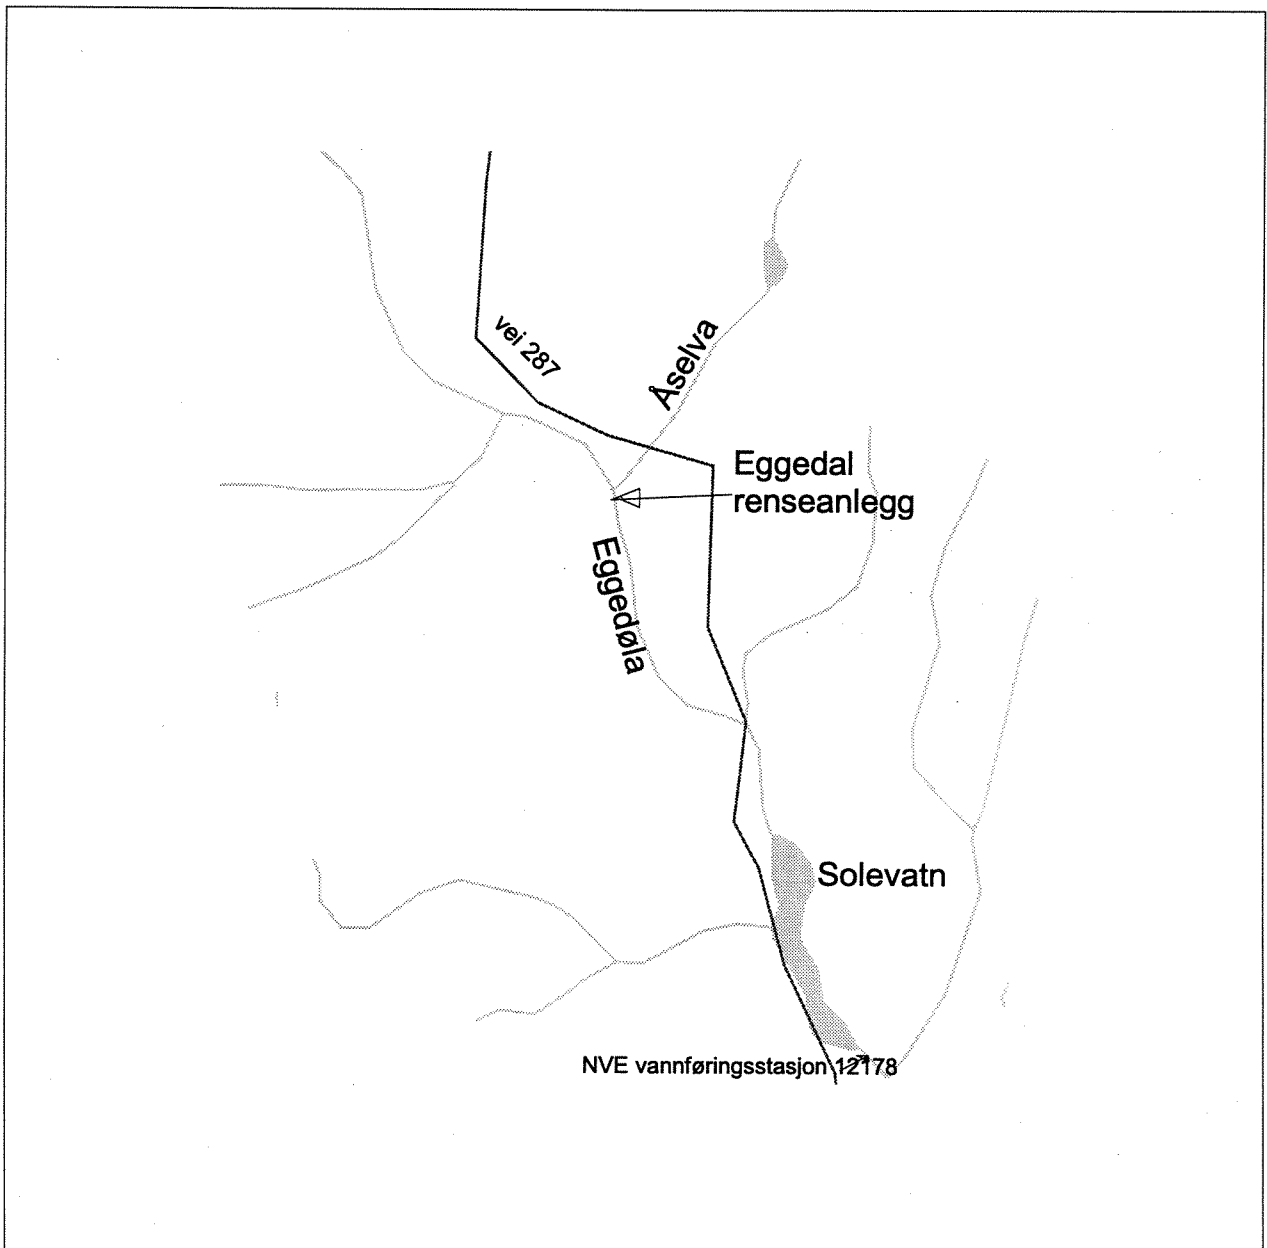 vei 287
Åselva
Eggedal
renseanlegg
Eggedøla
Solevatn
NVE vannføringsstasjon 12178